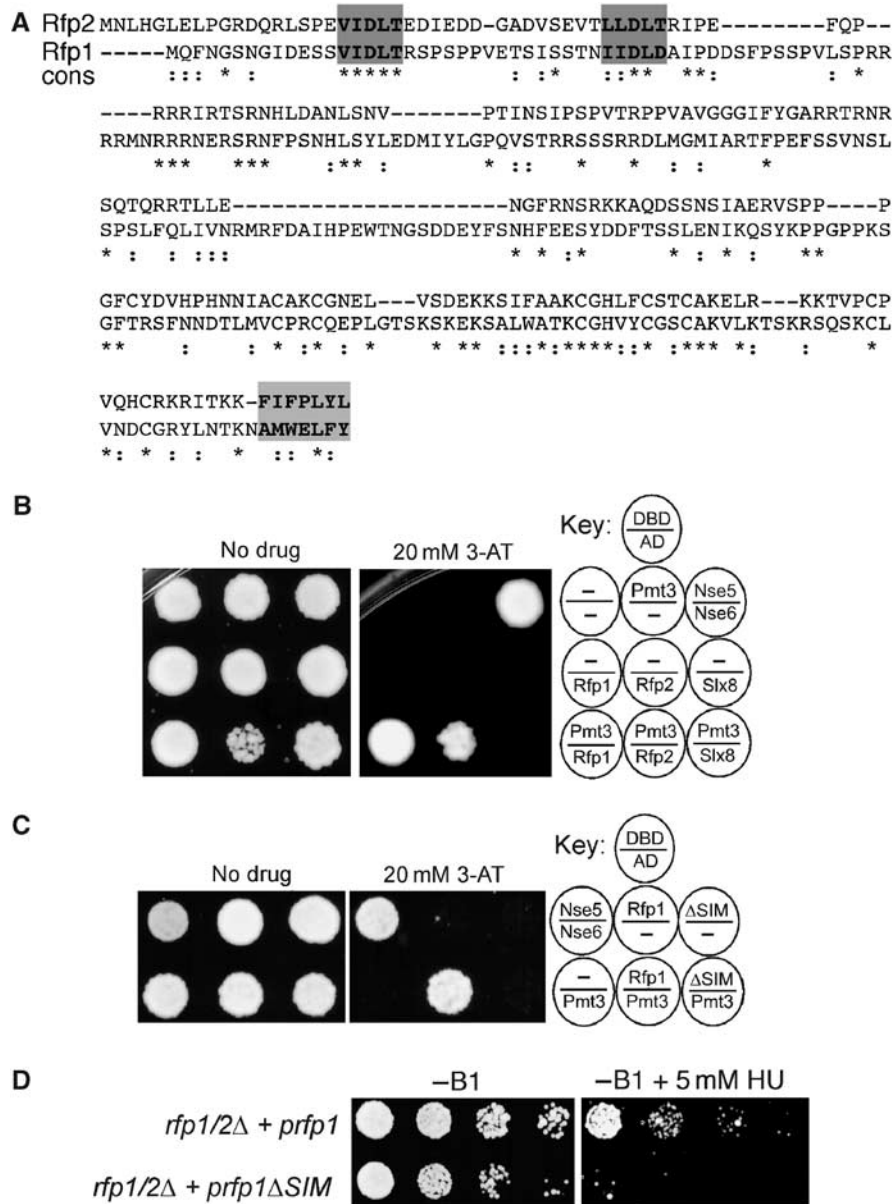 A
Rfp2 MNLHGLELPGRDQRLSPEVIDLTEDIEDD-GADVSEVTLLDLTRIPE--------FQP--
Rfp1 -----MQFNGSNGIDESSVIDLTRSPSPPVETSISSTNIIDLDAIPDDSFPSSPVLSPRR
cons :: * : ***** : : :::** **: : *
----RRRIRTSRNHLDANLSNV--------PTINSIPSPVTRPPVAVGGGIFYGARRTRNR
RRMNRRRRNERSRNFPSNHLSYLEDMIYLGPQVSTRRSSSRRDLMGMIARTFPEFSSVNSL
*** *** :** : * :: * * : : *
SQTQRRTLLE------------------NGFRNSRKKAQDSSNSIAERVSPP----P
SPSLFQLIVNRMRFDAIHPEWTNGSDDEYFSNHFEESYDDFTSSLENIKQSYKPPGPPKS
* : : ::: * * :* * : * : **
GFCYDVHPHNNIACAKCGNEL---VSDEKKSIFAAKCGHLFCSTCAKELR---KKTVPCP
GFTRSFNNDTLMVCPRCQEPLGTSKSKEKSALWATKCGHVYCGSCAKVLKTSKRSQSKCL
** : : * :* * * ** :::*:****::* *** *: : *
VQHCRKRITKK-FIFPLYL
VNDCGRYLNTKNAMWELFY
*: * : : * :: *:
B
No drug
20 mM 3-AT
Key: DBD
AD
–
–
Pmt3
–
Nse5
Nse6
–
Rfp1
–
Rfp2
–
Slx8
Pmt3
Rfp1
Pmt3
Rfp2
Pmt3
Slx8
C
No drug
20 mM 3-AT
Key: DBD
AD
Nse5
Nse6
Rfp1
–
ΔSIM
–
–
Pmt3
Rfp1
Pmt3
ΔSIM
Pmt3
D
–B1
–B1 + 5 mM HU
rfp1/2Δ + prfp1
rfp1/2Δ + prfp1ΔSIM